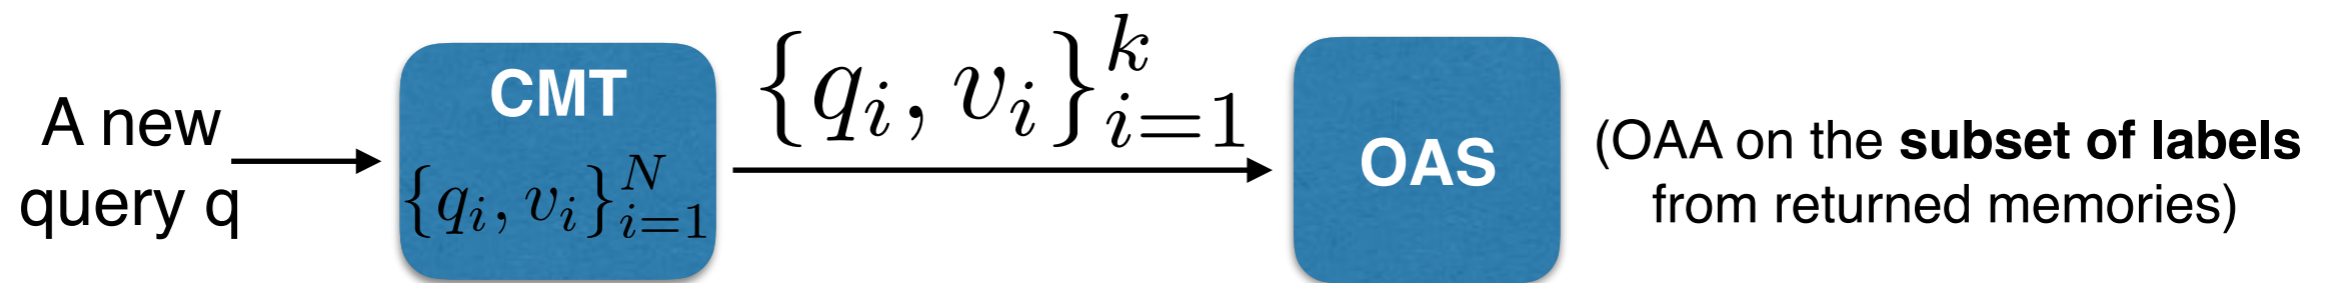 A new
query q
CMT
{q_i, v_i}_{i=1}^N
{q_i, v_i}_{i=1}^k
OAS
(OAA on the subset of labels
from returned memories)